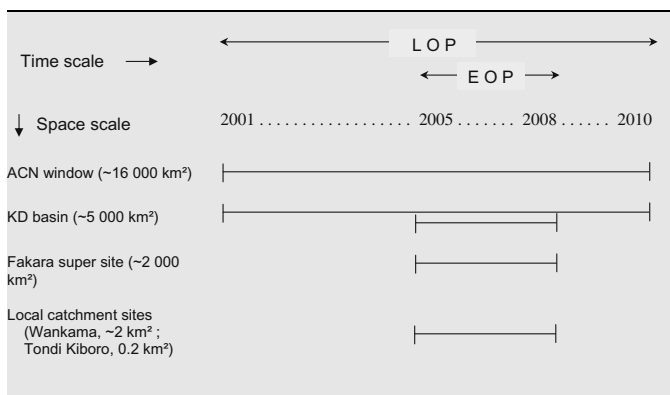 L O P
Time scale
E O P
Space scale 2001 . . . . . . . . . . . . . . . . . . 2005 . . . . . . . 2008 . . . . . . 2010
ACN window (~16 000 km²)
KD basin (~5 000 km²)
Fakara super site (~2 000
km²)
Local catchment sites
(Wankama, ~2 km² ;
Tondi Kiboro, 0.2 km²)